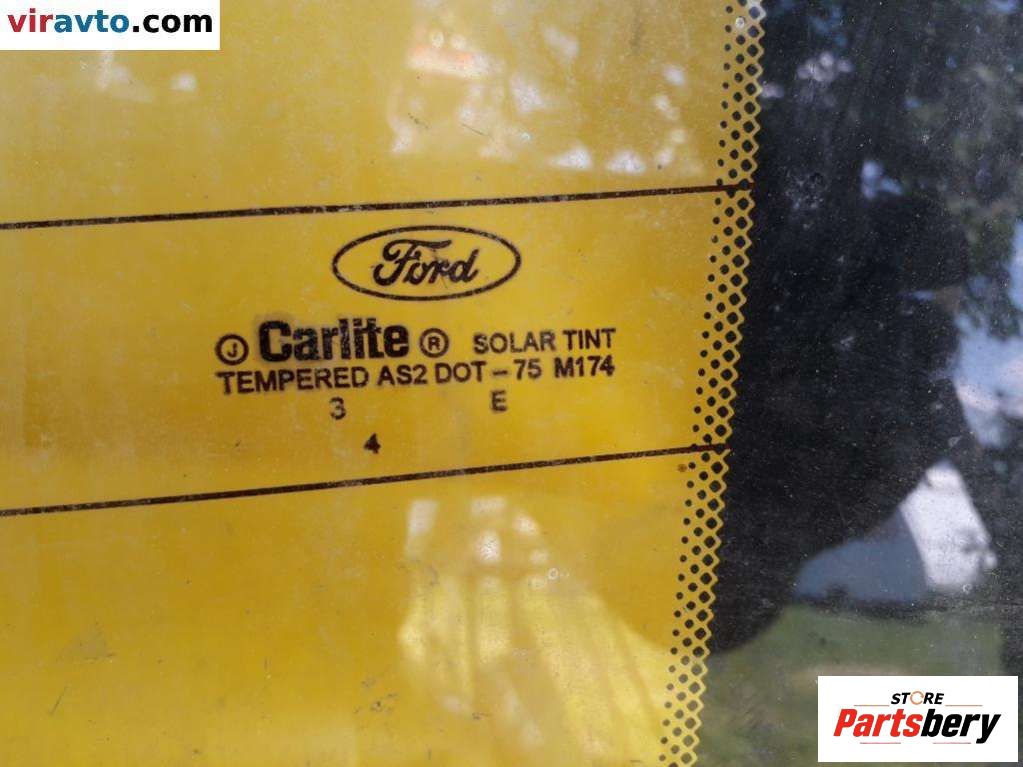 viravto.com
Ford
J Carlite ® SOLAR TINT
TEMPERED AS2 DOT-75 M174
3 E
4
STORE
Partsbery